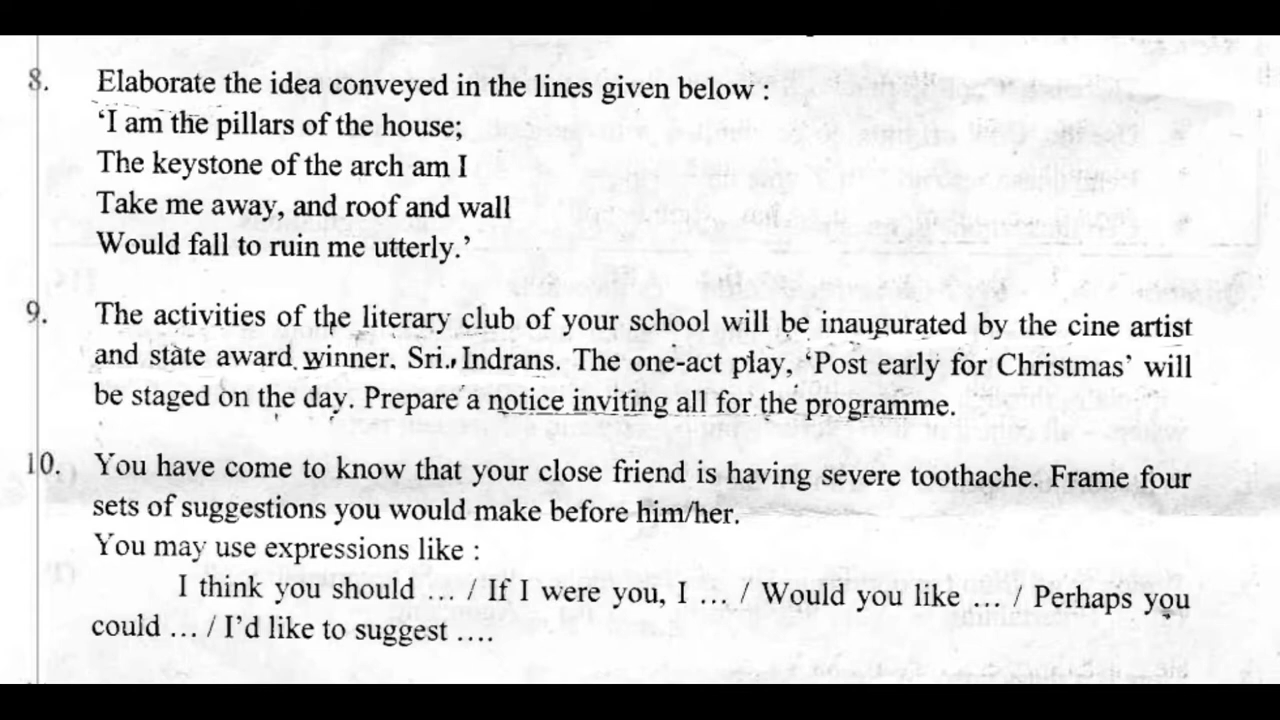 8. Elaborate the idea conveyed in the lines given below :
‘I am the pillars of the house;
The keystone of the arch am I
Take me away, and roof and wall
Would fall to ruin me utterly.’
9. The activities of the literary club of your school will be inaugurated by the cine artist
and state award winner. Sri. Indrans. The one-act play, ‘Post early for Christmas’ will
be staged on the day. Prepare a notice inviting all for the programme.
10. You have come to know that your close friend is having severe toothache. Frame four
sets of suggestions you would make before him/her.
You may use expressions like :
I think you should ... / If I were you, I ... / Would you like ... / Perhaps you
could ... / I’d like to suggest ....